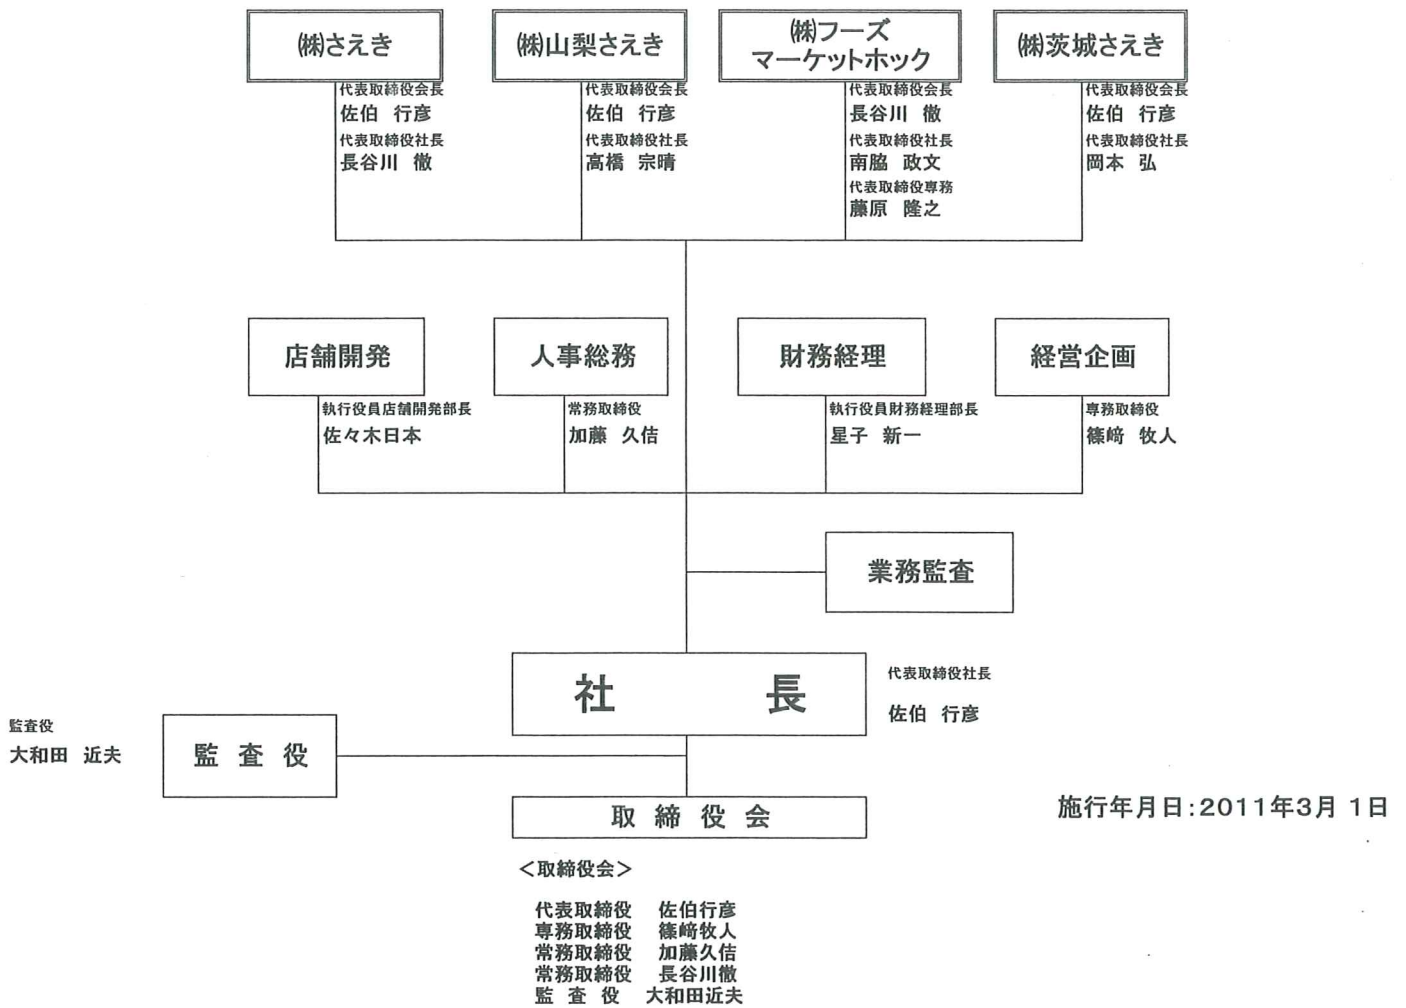 ㈱さえき
代表取締役会長
佐伯 行彦
代表取締役社長
長谷川 徹
㈱山梨さえき
代表取締役会長
佐伯 行彦
代表取締役社長
高橋 宗晴
㈱フーズ
マーケットホック
代表取締役会長
長谷川 徹
代表取締役社長
南脇 政文
代表取締役専務
藤原 隆之
㈱茨城さえき
代表取締役会長
佐伯 行彦
代表取締役社長
岡本 弘
店舗開発
執行役員店舗開発部長
佐々木日本
人事総務
常務取締役
加藤 久佶
財務経理
執行役員財務経理部長
星子 新一
経営企画
専務取締役
篠﨑 牧人
業務監査
社 長
代表取締役社長
佐伯 行彦
監査役
大和田 近夫
監 査 役
取 締 役 会
施行年月日:2011年3月 1日
＜取締役会＞
代表取締役 佐伯行彦
専務取締役 篠﨑牧人
常務取締役 加藤久佶
常務取締役 長谷川徹
監 査 役 大和田近夫